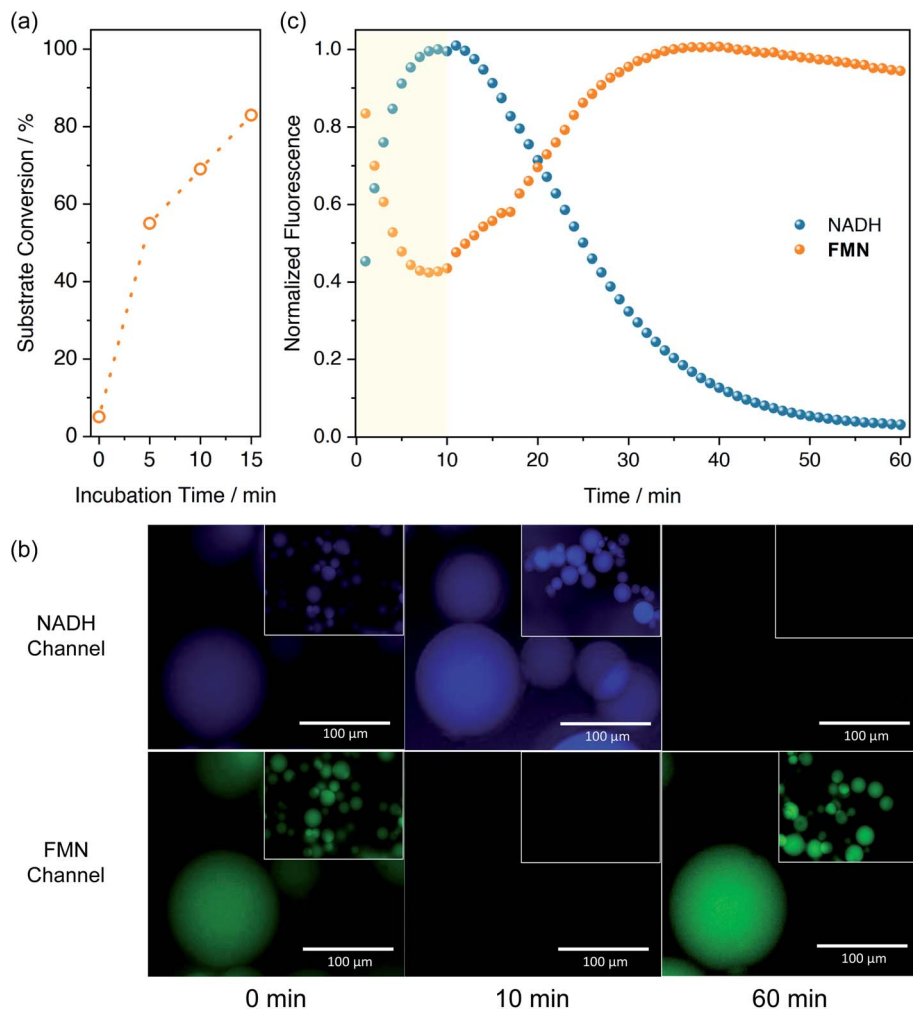 (a)
100
80
60
40
20
0
Substrate Conversion / %
0 5 10 15
Incubation Time / min
(c)
1.0
0.8
0.6
0.4
0.2
0.0
Normalized Fluorescence
NADH
FMN
0 10 20 30 40 50 60
Time / min
(b)
NADH
Channel
100 µm 100 µm 100 µm
FMN
Channel
100 µm 100 µm 100 µm
0 min 10 min 60 min